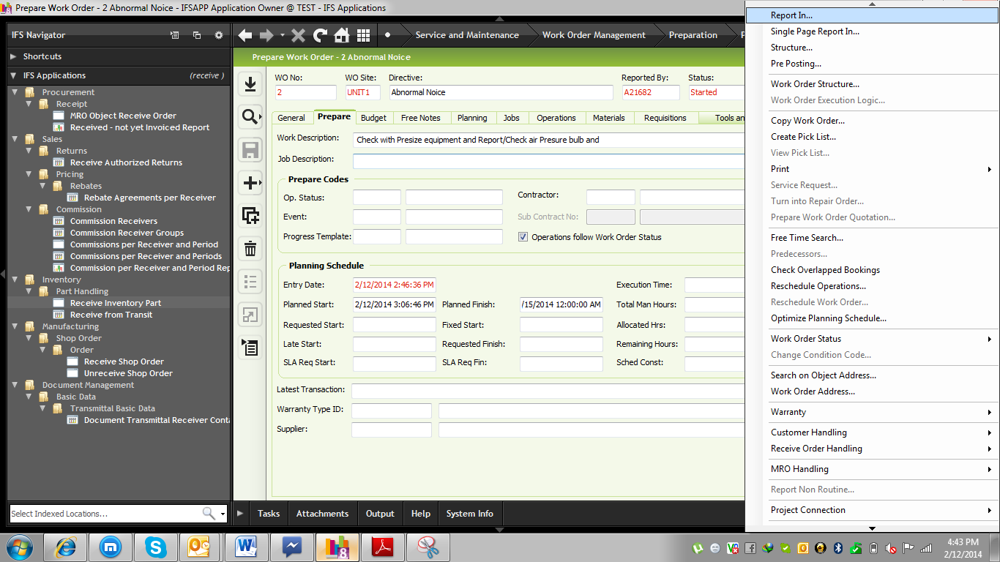 Prepare Work Order - 2 Abnormal Noice - IFSAPP Application Owner @ TEST - IFS Applications
IFS Navigator
Shortcuts
IFS Applications (receive )
Procurement
Receipt
MRO Object Receive Order
Received - not yet Invoiced Report
Sales
Returns
Receive Authorized Returns
Pricing
Rebates
Rebate Agreements per Receiver
Commission
Commission Receivers
Commission Receiver Groups
Commissions per Receiver and Period
Commissions per Receiver and Periods
Commission per Receiver and Period Rep
Inventory
Part Handling
Receive Inventory Part
Receive from Transit
Manufacturing
Shop Order
Order
Receive Shop Order
Unreceive Shop Order
Document Management
Basic Data
Transmittal Basic Data
Document Transmittal Receiver Conta
Select Indexed Locations...
Service and Maintenance Work Order Management Preparation P
Prepare Work Order - 2 Abnormal Noice
WO No: WO Site: Directive: Reported By: Status:
2 UNIT1 Abnormal Noice A21682 Started
General Prepare Budget Free Notes Planning Jobs Operations Materials Requisitions Tools an
Work Description: Check with Presize equipment and Report/Check air Presure bulb and
Job Description:
Prepare Codes
Op. Status: Contractor:
Event: Sub Contract No:
Progress Template: Operations follow Work Order Status
Planning Schedule
Entry Date: 2/12/2014 2:46:36 PM Execution Time:
Planned Start: 2/12/2014 3:06:46 PM Planned Finish: /15/2014 12:00:00 AM Total Man Hours:
Requested Start: Fixed Start: Allocated Hrs:
Late Start: Requested Finish: Remaining Hours:
SLA Req Start: SLA Req Fin: Sched Const:
Latest Transaction:
Warranty Type ID:
Supplier:
Tasks Attachments Output Help System Info
Report In...
Single Page Report In...
Structure...
Pre Posting...
Work Order Structure...
Work Order Execution Logic...
Copy Work Order...
Create Pick List...
View Pick List...
Print
Service Request...
Turn into Repair Order...
Prepare Work Order Quotation...
Free Time Search...
Predecessors...
Check Overlapped Bookings
Reschedule Operations...
Reschedule Work Order...
Optimize Planning Schedule...
Work Order Status
Change Condition Code...
Search on Object Address...
Work Order Address...
Warranty
Customer Handling
Receive Order Handling
MRO Handling
Report Non Routine...
Project Connection
4:43 PM
2/12/2014